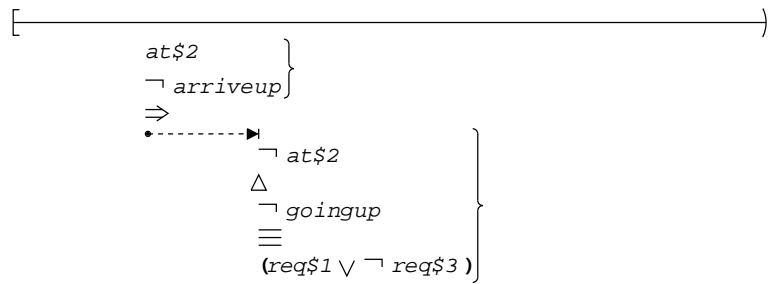 at$2
¬ arriveup
⇒
¬ at$2
△
¬ goingup
≡
(req$1 ∨ ¬ req$3)